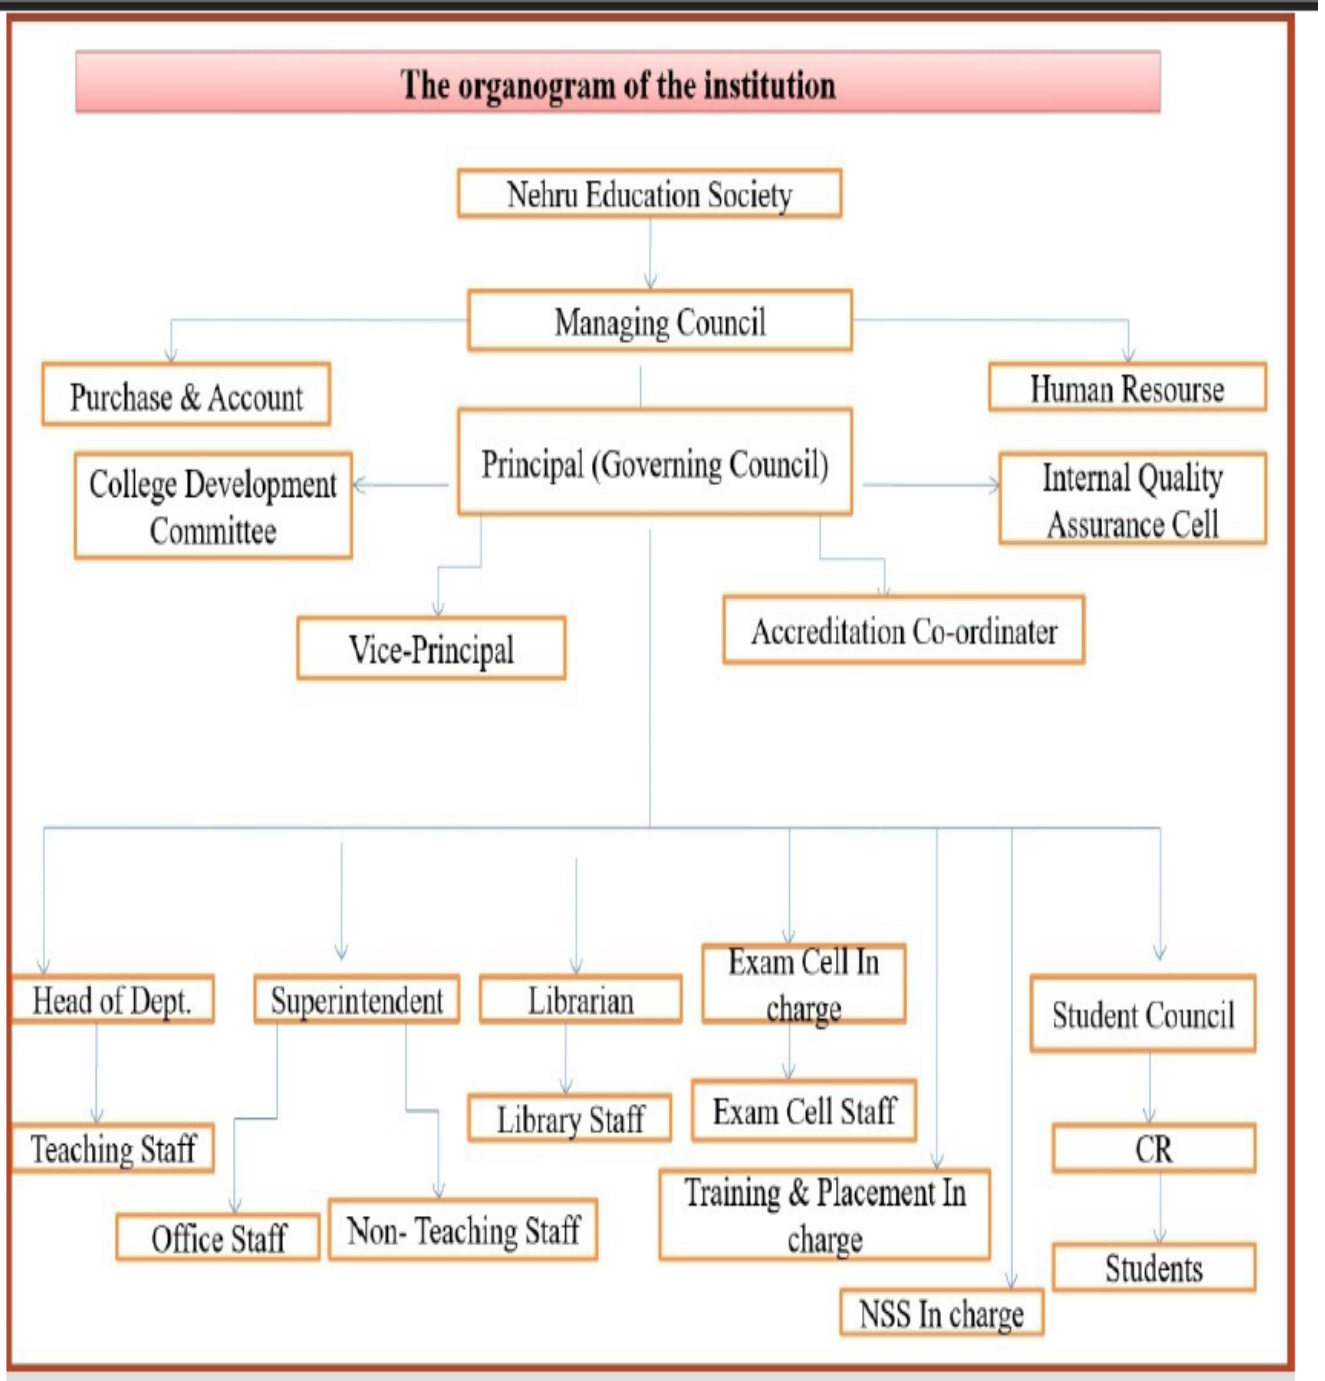 The organogram of the institution
Nehru Education Society
Managing Council
Purchase & Account
Human Resourse
Principal (Governing Council)
College Development
Committee
Internal Quality
Assurance Cell
Vice-Principal
Accreditation Co-ordinater
Head of Dept.
Superintendent
Librarian
Exam Cell In
charge
Student Council
Teaching Staff
Library Staff
Exam Cell Staff
CR
Office Staff
Non- Teaching Staff
Training & Placement In
charge
Students
NSS In charge